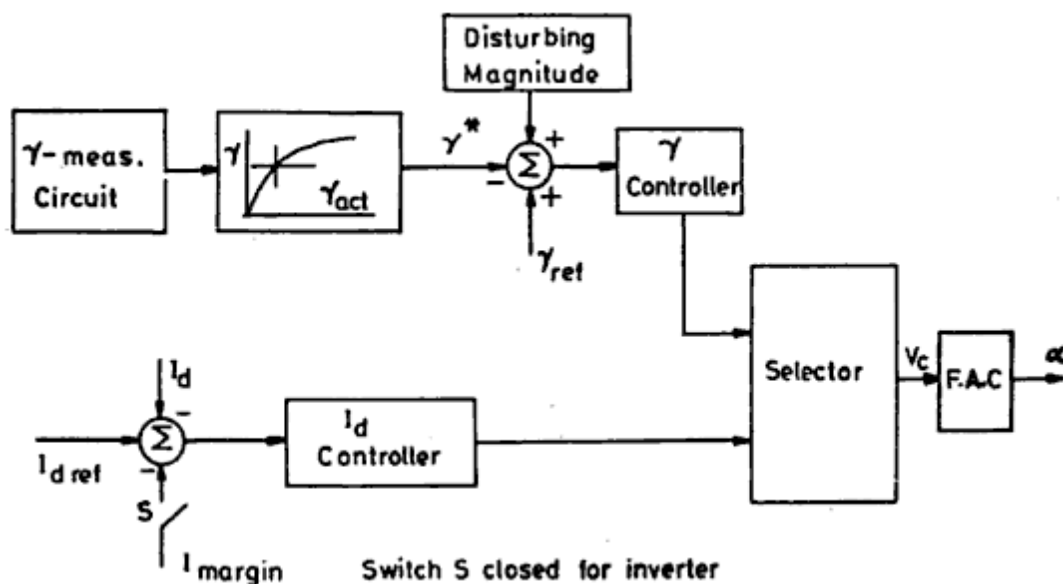 Disturbing
Magnitude
γ-meas.
Circuit
γ
γact
γ*
+
Σ
-
+
γref
γ
Controller
Selector
Vc
F.A.C
α
Id
-
Σ
Id ref
-
S
Imargin
Id
Controller
Switch S closed for inverter